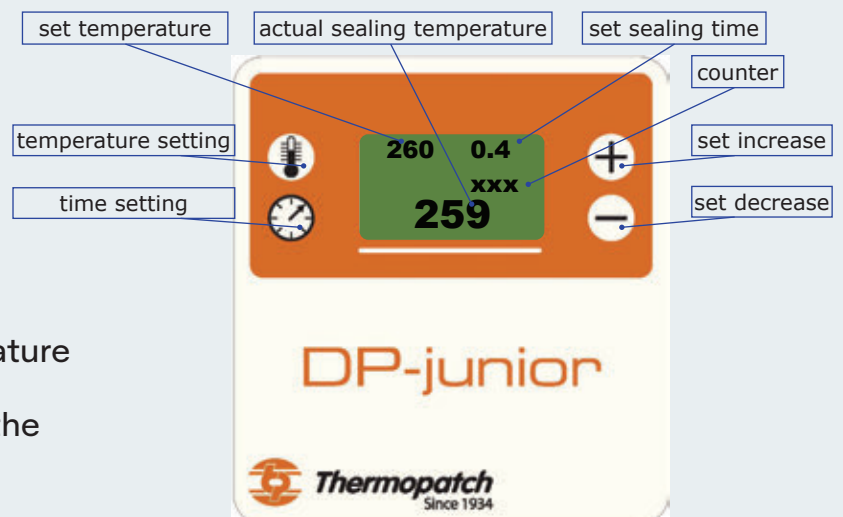 set temperature
actual sealing temperature
set sealing time
counter
temperature setting
260 0.4
set increase
xxx
time setting
259
set decrease
ature
DP-junior
the
Thermopatch
Since 1934